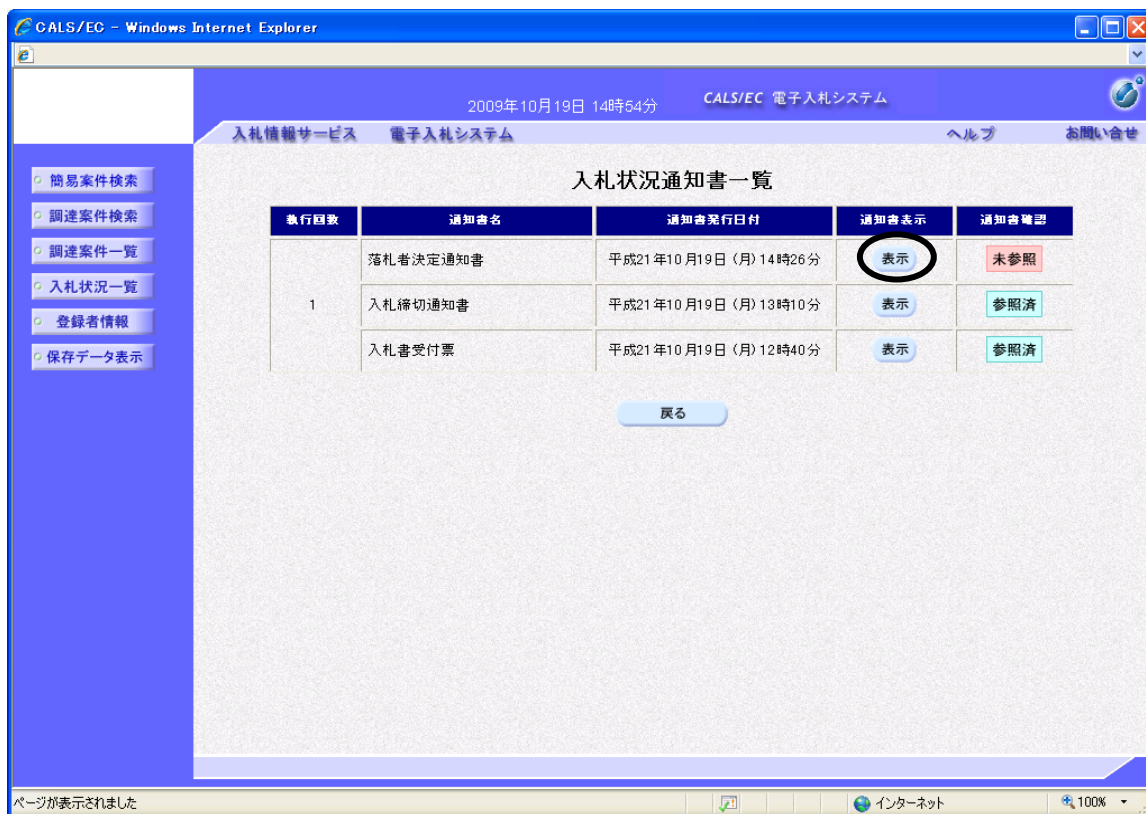 CALS/EC - Windows Internet Explorer
2009年10月19日 14時54分 CALS/EC 電子入札システム
入札情報サービス 電子入札システム ヘルプ お問い合せ
簡易案件検索
調達案件検索
調達案件一覧
入札状況一覧
登録者情報
保存データ表示
入札状況通知書一覧
執行回数 通知書名 通知書発行日付 通知書表示 通知書確認
落札者決定通知書 平成21年10月19日 (月) 14時26分 表示 未参照
1 入札締切通知書 平成21年10月19日 (月) 13時10分 表示 参照済
入札書受付票 平成21年10月19日 (月) 12時40分 表示 参照済
戻る
ページが表示されました インターネット 100%